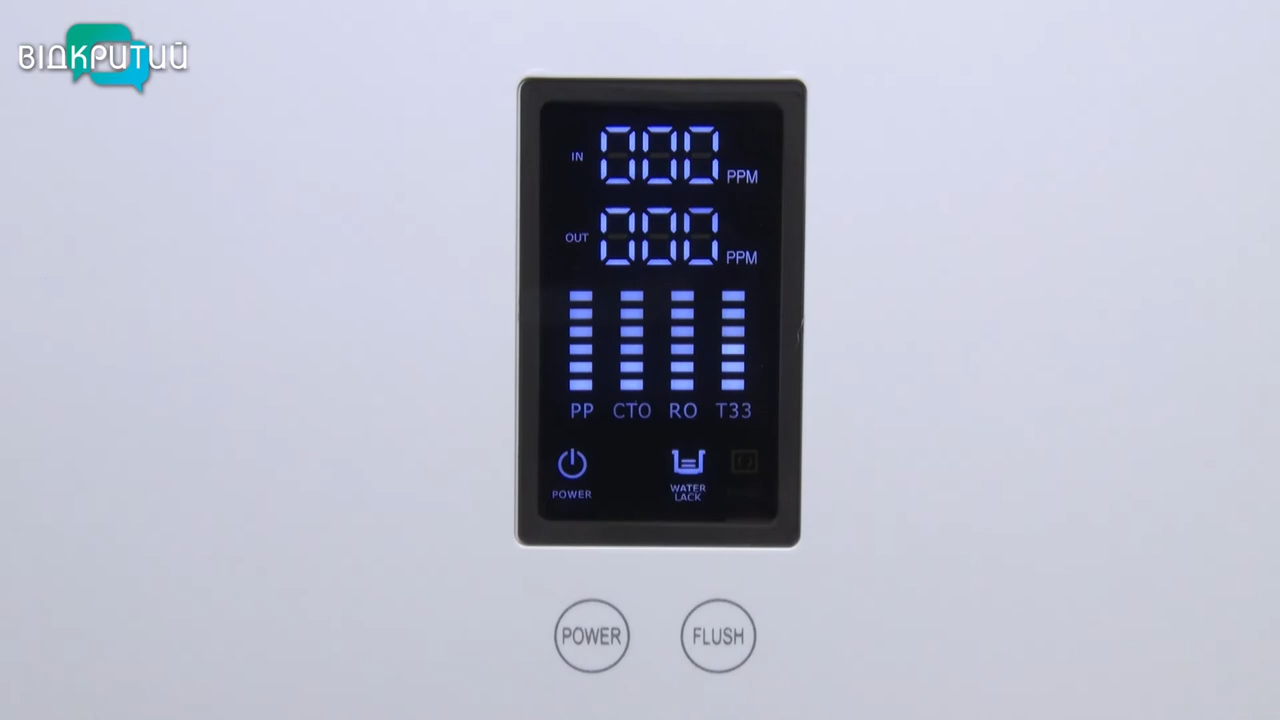 ВІДКРИТИЙ
IN 000 PPM
OUT 000 PPM
PP CTO RO T33
POWER
WATER
LACK
POWER FLUSH